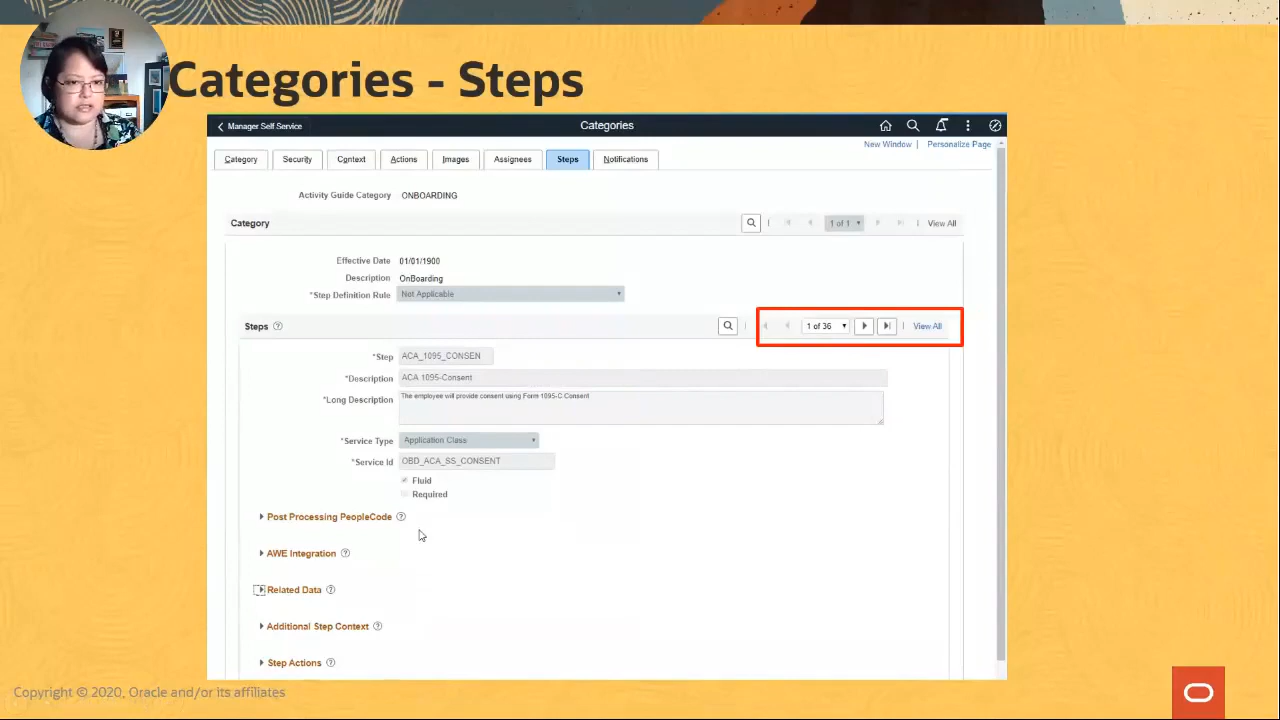 Categories - Steps
Manager Self Service
Categories
New Window | Personalize Page
Category Security Context Actions Images Assignees Steps Notifications
Activity Guide Category ONBOARDING
Category 1 of 1 | View All
Effective Date 01/01/1900
Description OnBoarding
*Step Definition Rule Not Applicable
Steps 1 of 36 | View All
*Step ACA_1095_CONSEN
*Description ACA 1095-Consent
*Long Description The employee will provide consent using Form 1095-C Consent
*Service Type Application Class
*Service Id OBD_ACA_SS_CONSENT
Fluid
Required
Post Processing PeopleCode
AWE Integration
Related Data
Additional Step Context
Step Actions
Copyright © 2020, Oracle and/or its affiliates